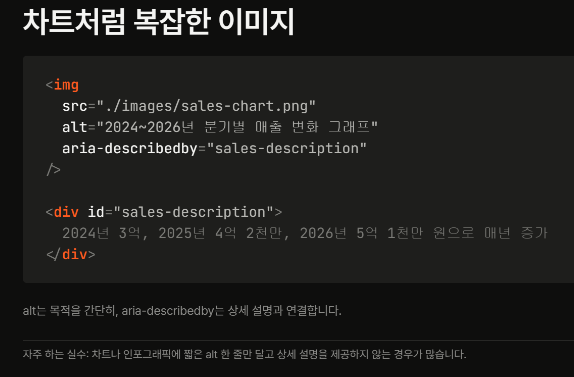 차트처럼 복잡한 이미지
<img
src="./images/sales-chart.png"
alt="2024~2026년 분기별 매출 변화 그래프"
aria-describedby="sales-description"
/>
<div id="sales-description">
2024년 3억, 2025년 4억 2천만, 2026년 5억 1천만 원으로 매년 증가
</div>
alt는 목적을 간단히, aria-describedby는 상세 설명과 연결합니다.
자주 하는 실수: 차트나 인포그래픽에 짧은 alt 한 줄만 달고 상세 설명을 제공하지 않는 경우가 많습니다.